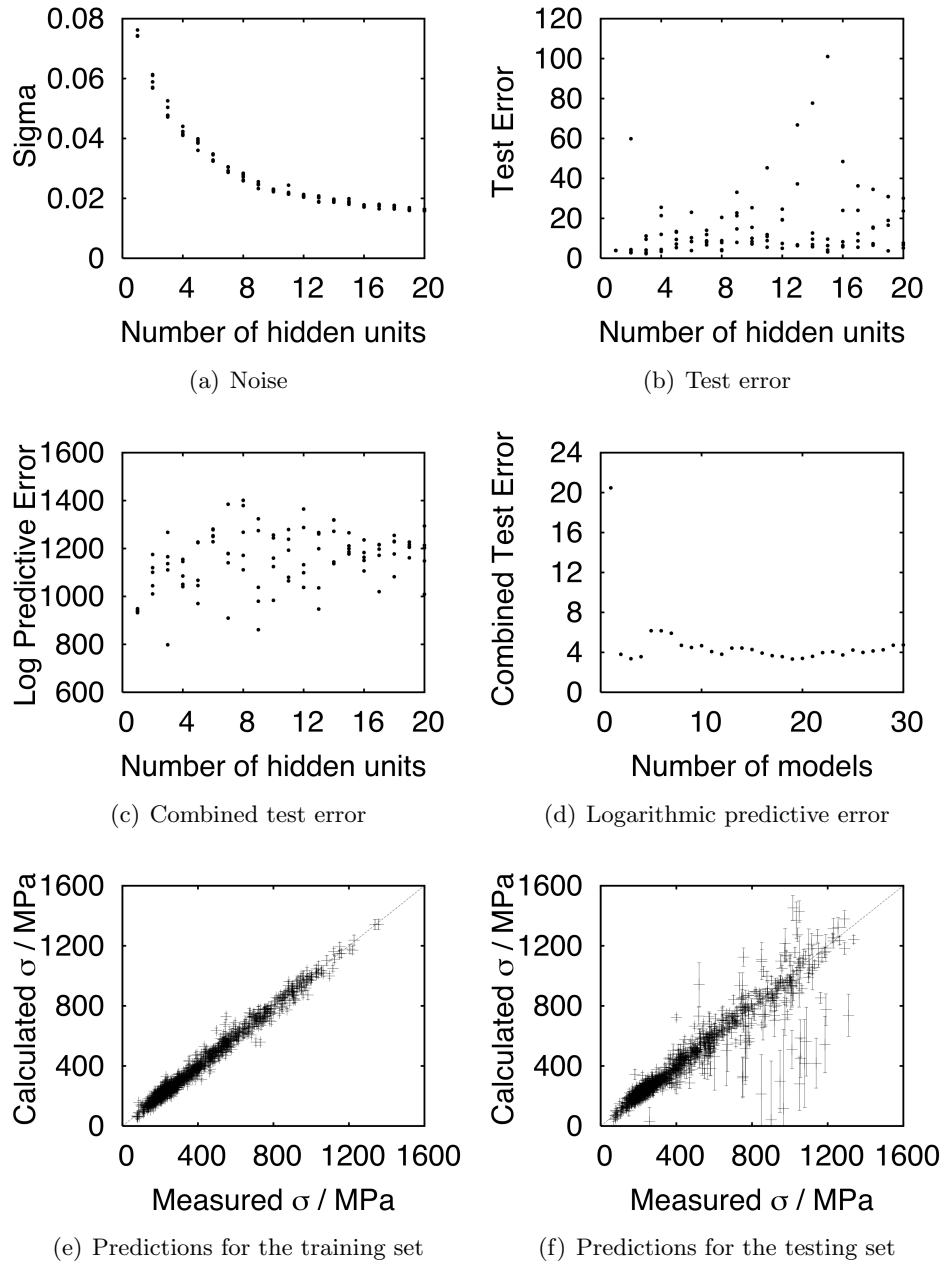 Sigma
0.08
0.06
0.04
0.02
0
0 4 8 12 16 20
Number of hidden units
(a) Noise
Test Error
120
100
80
60
40
20
0
0 4 8 12 16 20
Number of hidden units
(b) Test error
Log Predictive Error
1600
1400
1200
1000
800
600
0 4 8 12 16 20
Number of hidden units
(c) Combined test error
Combined Test Error
24
20
16
12
8
4
0
0 10 20 30
Number of models
(d) Logarithmic predictive error
Calculated σ / MPa
1600
1200
800
400
0
0 400 800 1200 1600
Measured σ / MPa
(e) Predictions for the training set
Calculated σ / MPa
1600
1200
800
400
0
0 400 800 1200 1600
Measured σ / MPa
(f) Predictions for the testing set